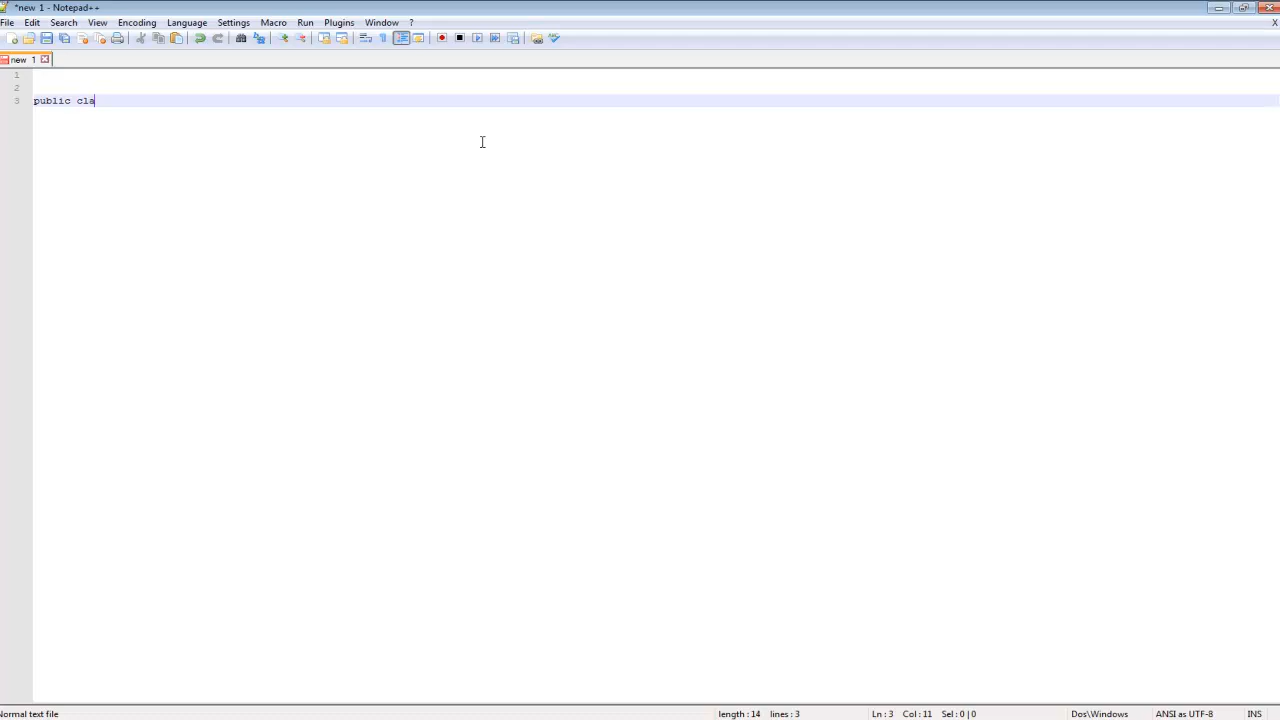 *new 1 - Notepad++
File Edit Search View Encoding Language Settings Macro Run Plugins Window ? X
new 1
1
2
3 public cla
Normal text file length : 14 lines : 3 Ln : 3 Col : 11 Sel : 0 | 0 Dos\Windows ANSI as UTF-8 INS